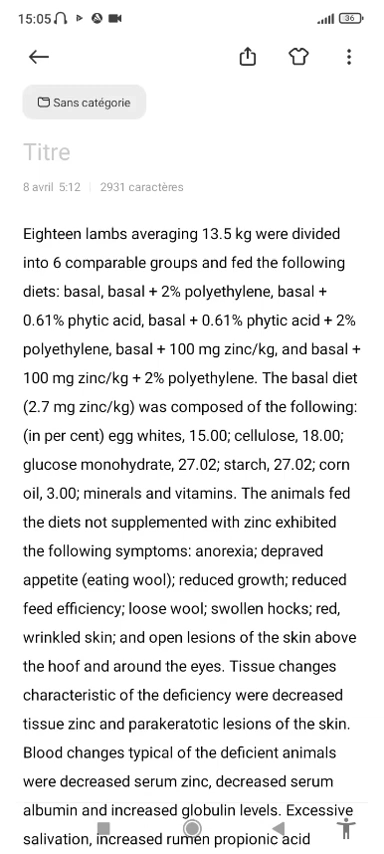 15:05
36
Sans catégorie
Titre
8 avril 5:12 | 2931 caractères
Eighteen lambs averaging 13.5 kg were divided
into 6 comparable groups and fed the following
diets: basal, basal + 2% polyethylene, basal +
0.61% phytic acid, basal + 0.61% phytic acid + 2%
polyethylene, basal + 100 mg zinc/kg, and basal +
100 mg zinc/kg + 2% polyethylene. The basal diet
(2.7 mg zinc/kg) was composed of the following:
(in per cent) egg whites, 15.00; cellulose, 18.00;
glucose monohydrate, 27.02; starch, 27.02; corn
oil, 3.00; minerals and vitamins. The animals fed
the diets not supplemented with zinc exhibited
the following symptoms: anorexia; depraved
appetite (eating wool); reduced growth; reduced
feed efficiency; loose wool; swollen hocks; red,
wrinkled skin; and open lesions of the skin above
the hoof and around the eyes. Tissue changes
characteristic of the deficiency were decreased
tissue zinc and parakeratotic lesions of the skin.
Blood changes typical of the deficient animals
were decreased serum zinc, decreased serum
albumin and increased globulin levels. Excessive
salivation, increased rumen propionic acid